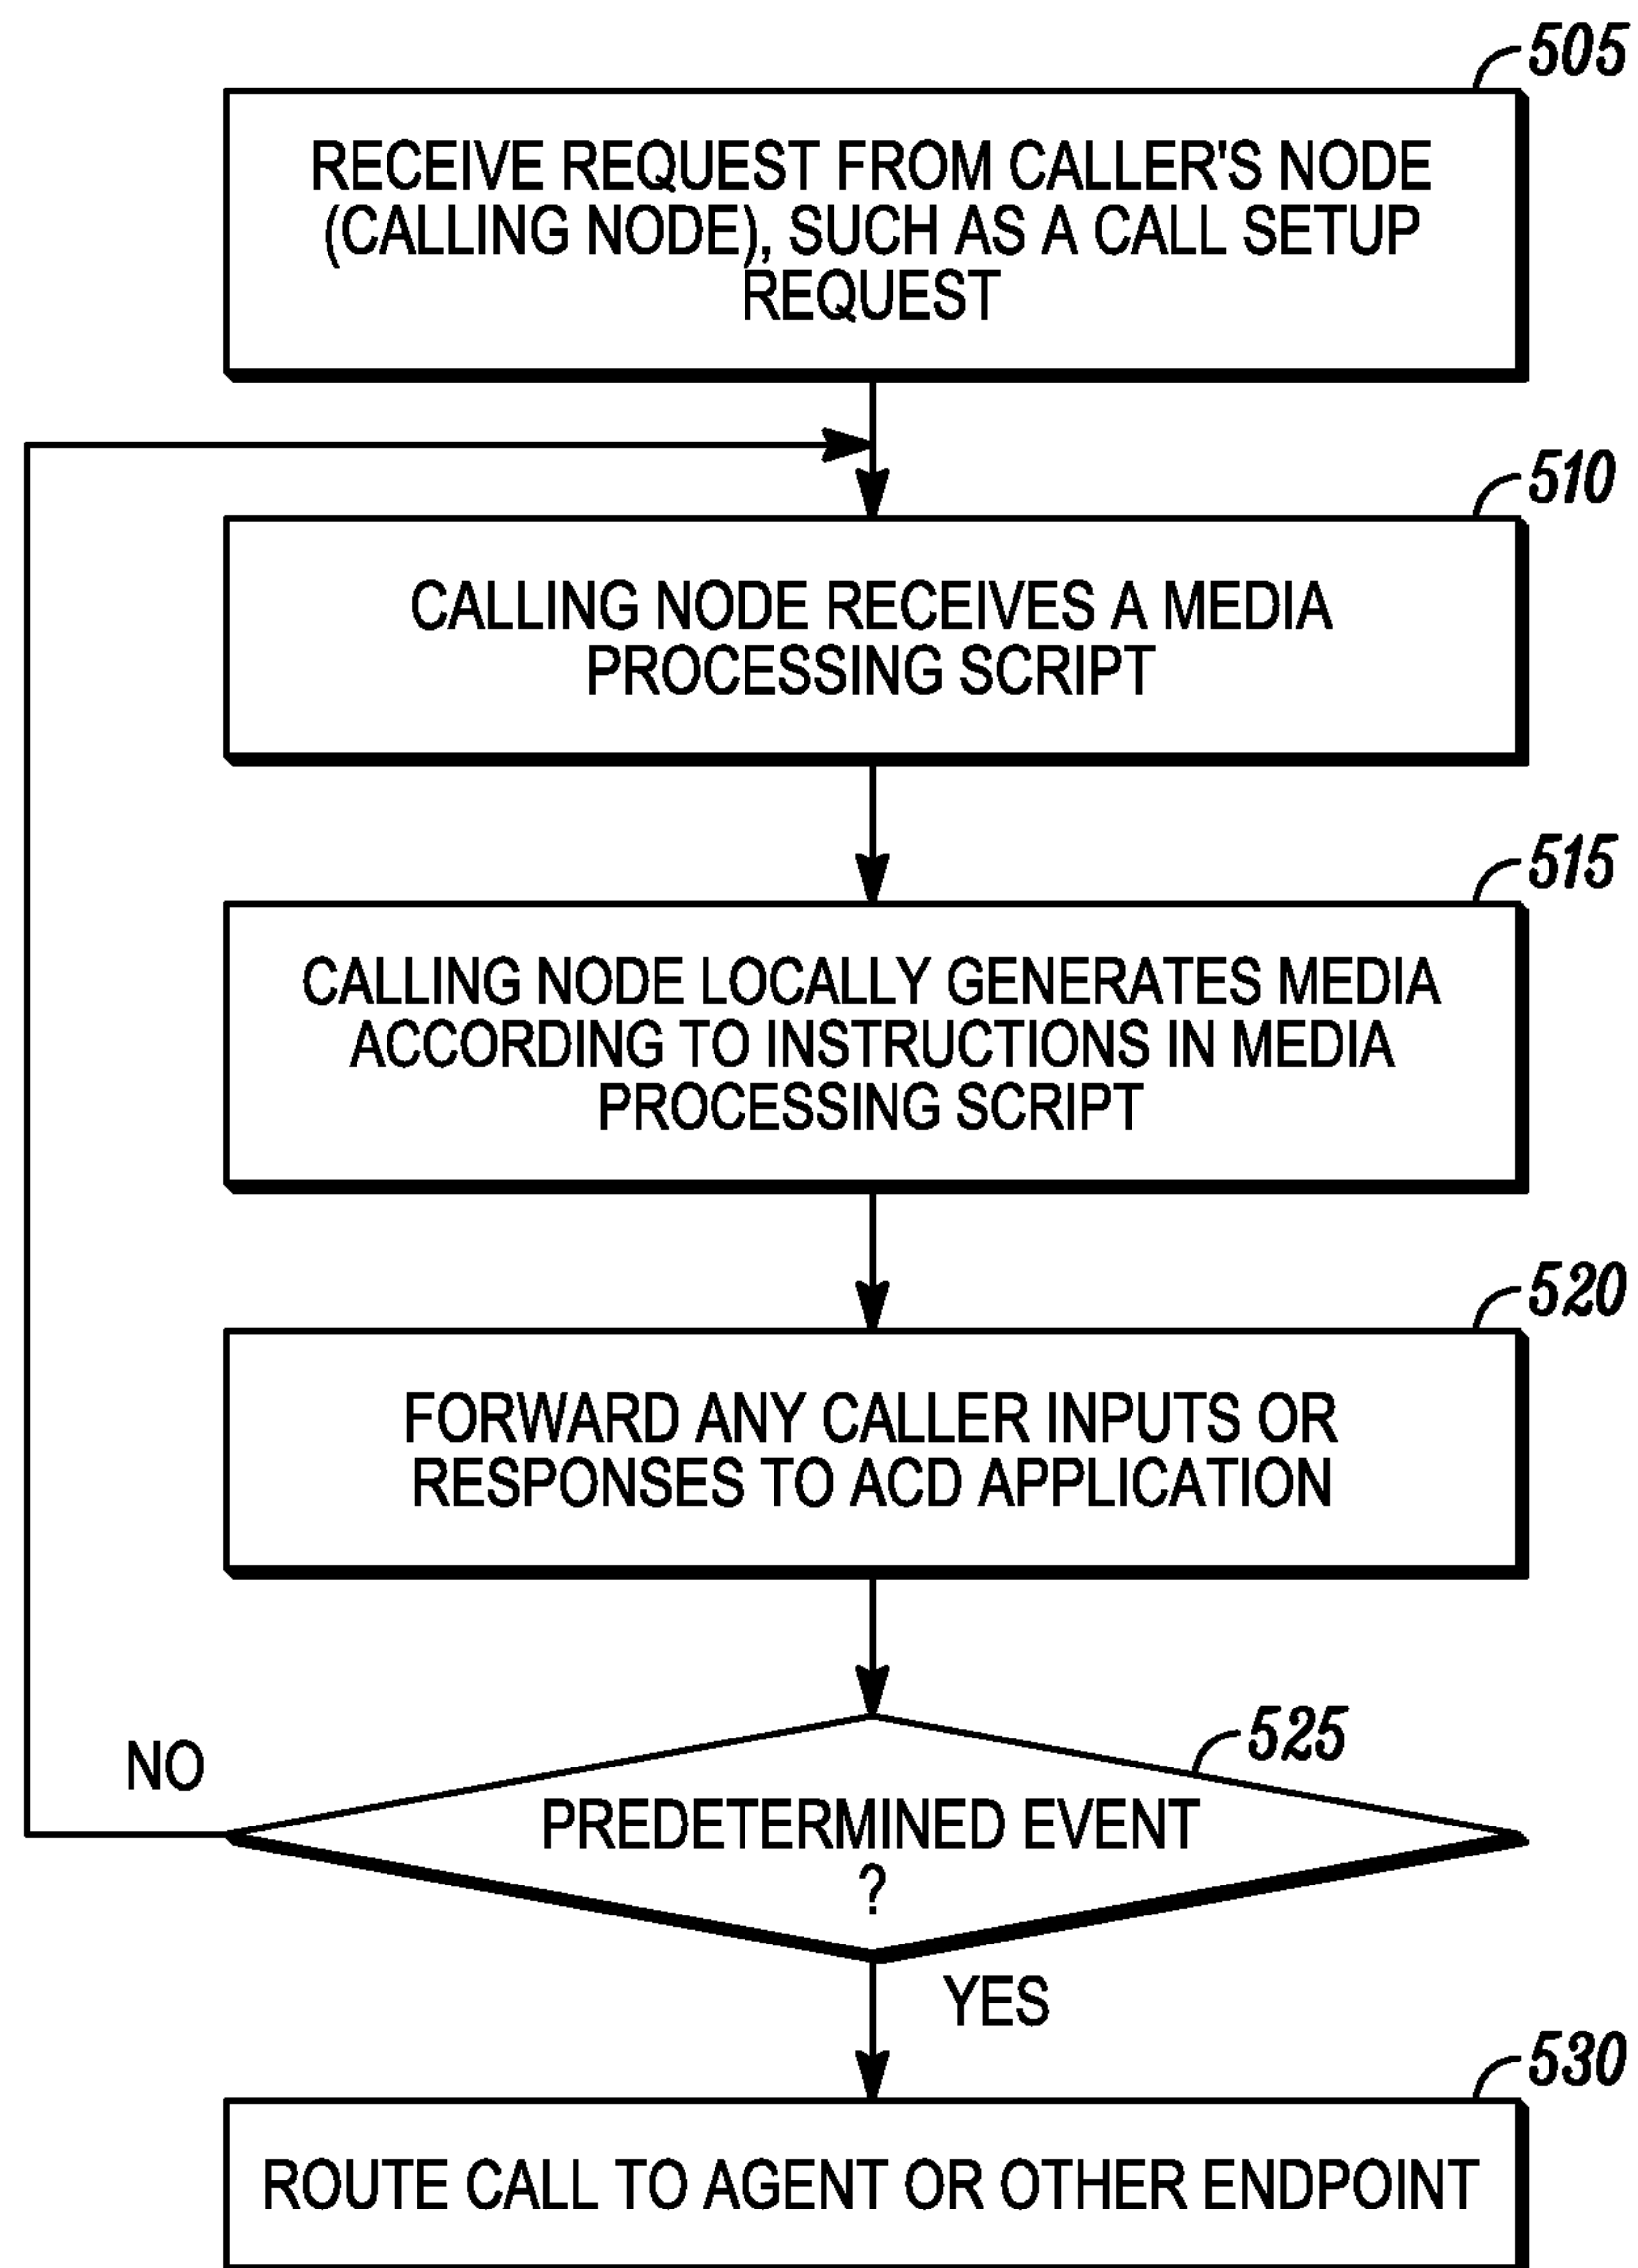 505
RECEIVE REQUEST FROM CALLER'S NODE
(CALLING NODE), SUCH AS A CALL SETUP
REQUEST
510
CALLING NODE RECEIVES A MEDIA
PROCESSING SCRIPT
515
CALLING NODE LOCALLY GENERATES MEDIA
ACCORDING TO INSTRUCTIONS IN MEDIA
PROCESSING SCRIPT
520
FORWARD ANY CALLER INPUTS OR
RESPONSES TO ACD APPLICATION
525
NO
PREDETERMINED EVENT
?
YES
530
ROUTE CALL TO AGENT OR OTHER ENDPOINT